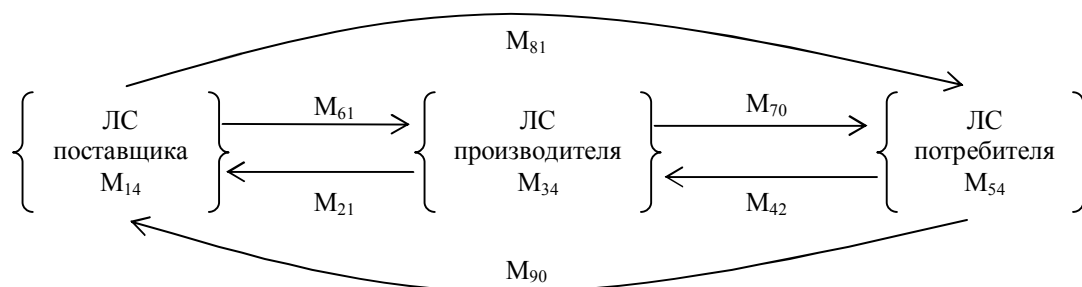 M₈₁
ЛС
поставщика
M₁₄
M₆₁
M₂₁
ЛС
производителя
M₃₄
M₇₀
M₄₂
ЛС
потребителя
M₅₄
M₉₀